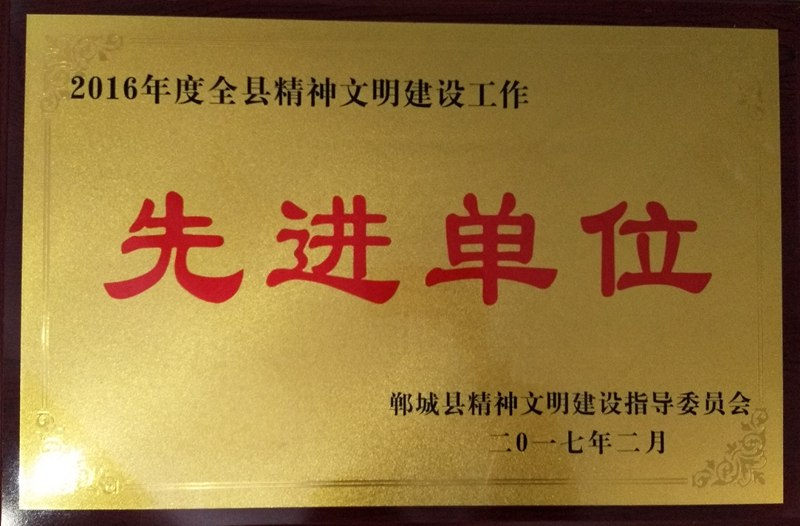 2016年度全县精神文明建设工作
先进单位
郸城县精神文明建设指导委员会
二0一七年二月